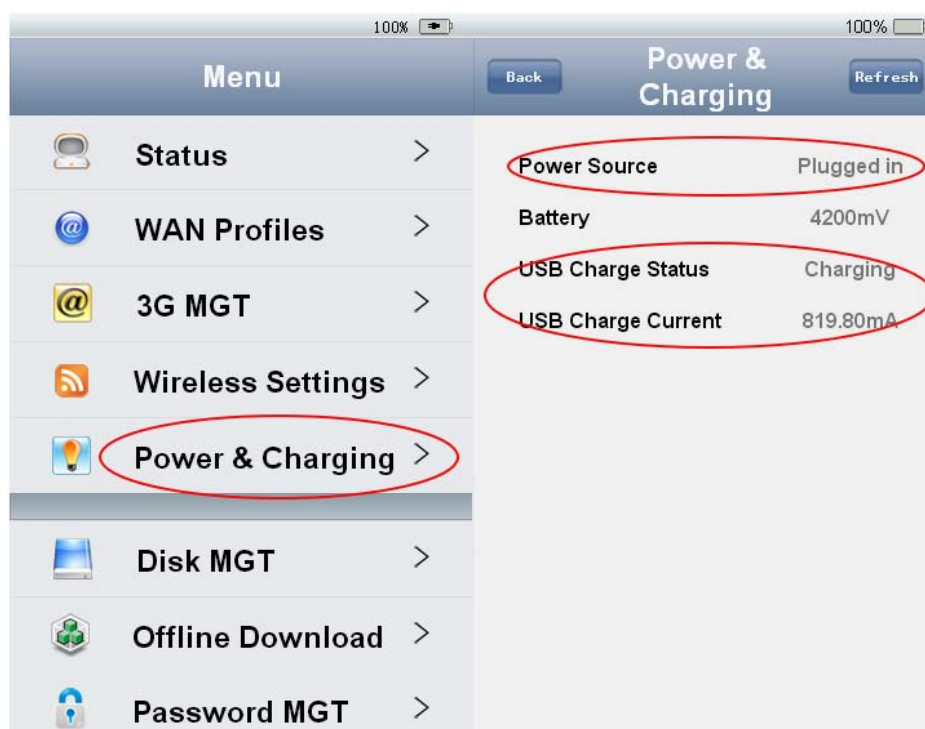 100%
Menu
Status >
WAN Profiles >
3G MGT >
Wireless Settings >
Power & Charging >
Disk MGT >
Offline Download >
Password MGT >
100%
Back
Power &
Charging
Refresh
Power Source Plugged in
Battery 4200mV
USB Charge Status Charging
USB Charge Current 819.80mA